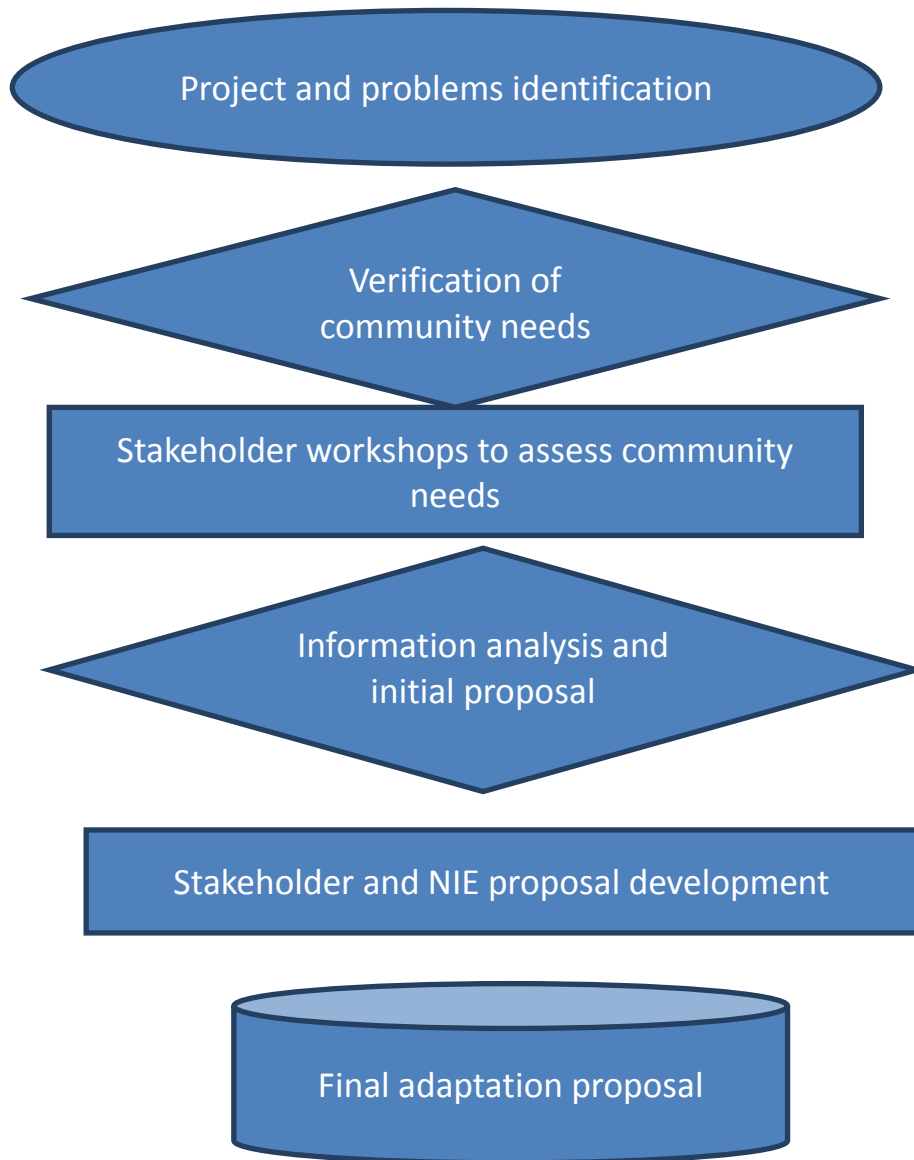 Project and problems identification
Verification of
community needs
Stakeholder workshops to assess community
needs
Information analysis and
initial proposal
Stakeholder and NIE proposal development
Final adaptation proposal